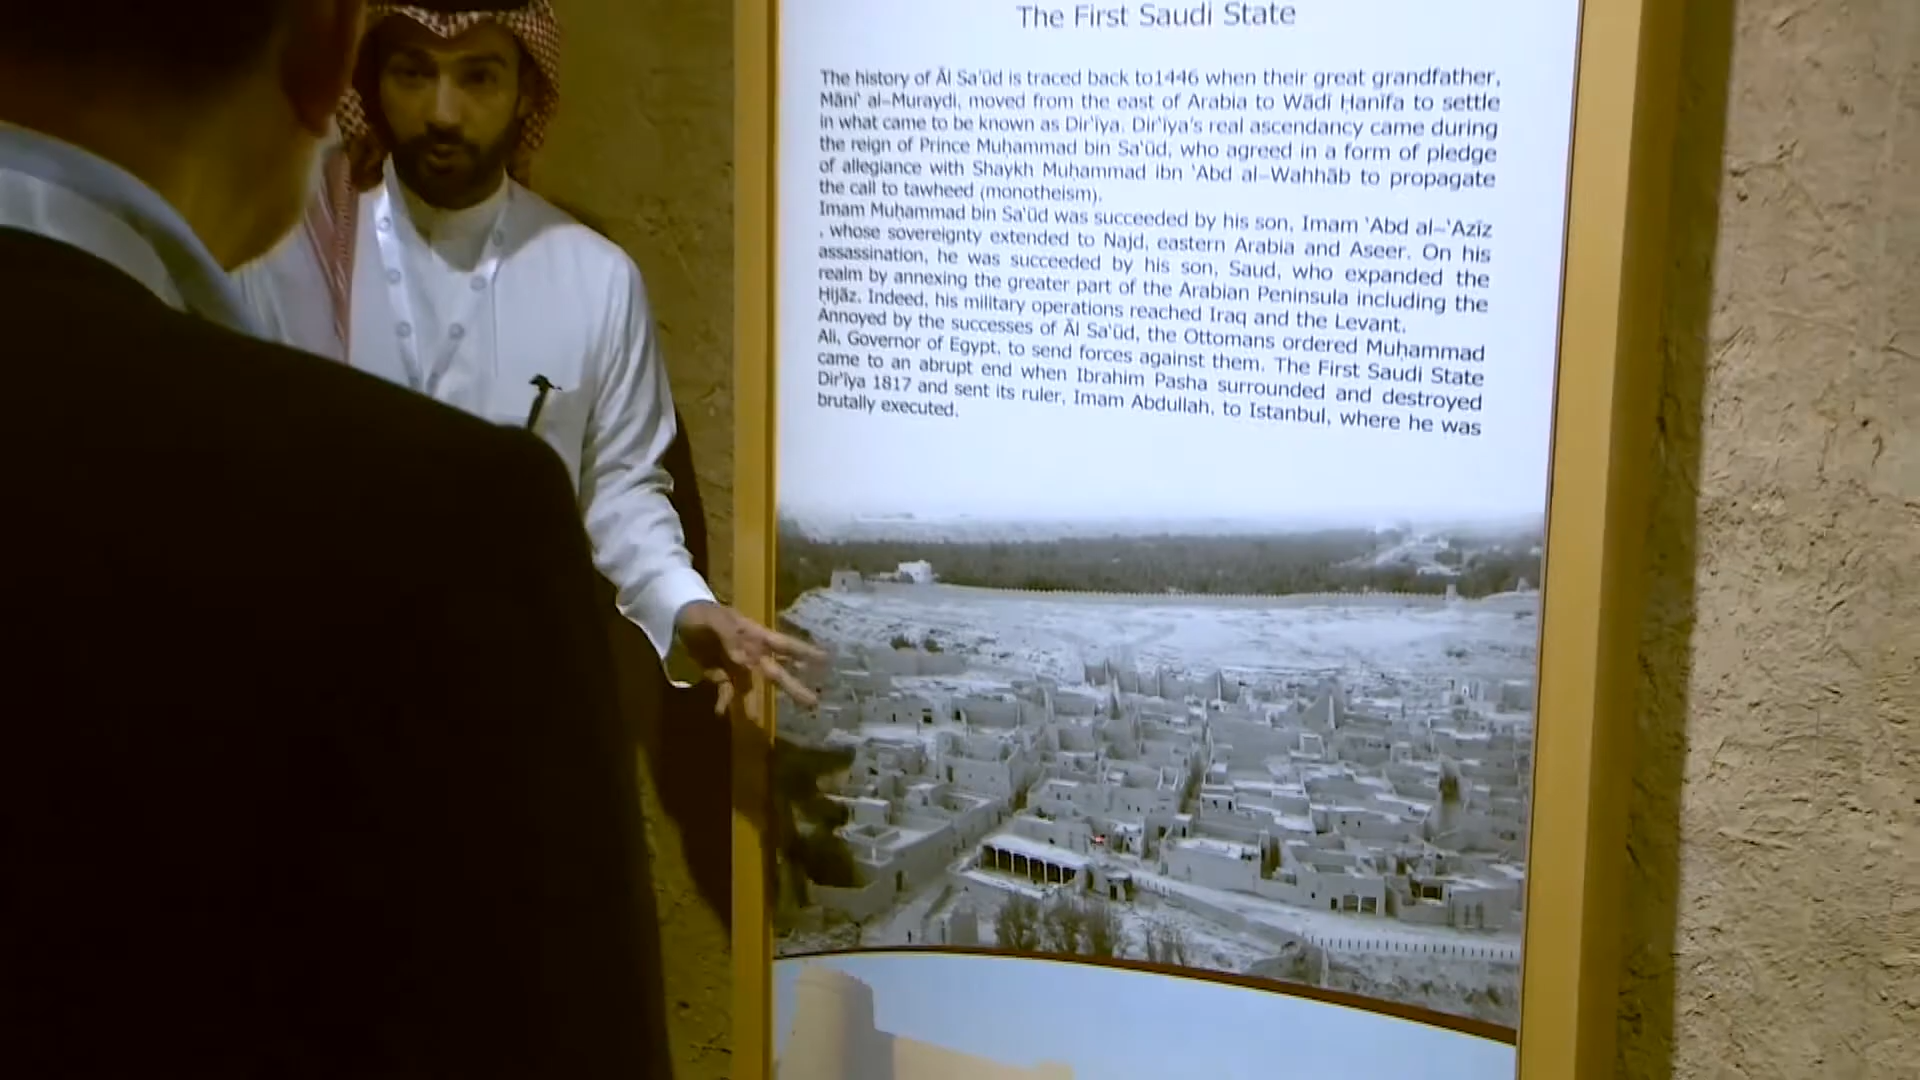 The First Saudi State
The history of Āl Sa'ūd is traced back to1446 when their great grandfather,
Māni' al-Muraydi, moved from the east of Arabia to Wādī Ḥanīfa to settle
in what came to be known as Dir'īya. Dir'īya's real ascendancy came during
the reign of Prince Muḥammad bin Sa'ūd, who agreed in a form of pledge
of allegiance with Shaykh Muḥammad ibn 'Abd al-Wahhāb to propagate
the call to tawheed (monotheism).
Imam Muḥammad bin Sa'ūd was succeeded by his son, Imam 'Abd al-'Azīz
, whose sovereignty extended to Najd, eastern Arabia and Aseer. On his
assassination, he was succeeded by his son, Saud, who expanded the
realm by annexing the greater part of the Arabian Peninsula including the
Ḥijāz. Indeed, his military operations reached Iraq and the Levant.
Annoyed by the successes of Āl Sa'ūd, the Ottomans ordered Muḥammad
Ali, Governor of Egypt, to send forces against them. The First Saudi State
came to an abrupt end when Ibrahim Pasha surrounded and destroyed
Dir'īya 1817 and sent its ruler, Imam Abdullah, to Istanbul, where he was
brutally executed.